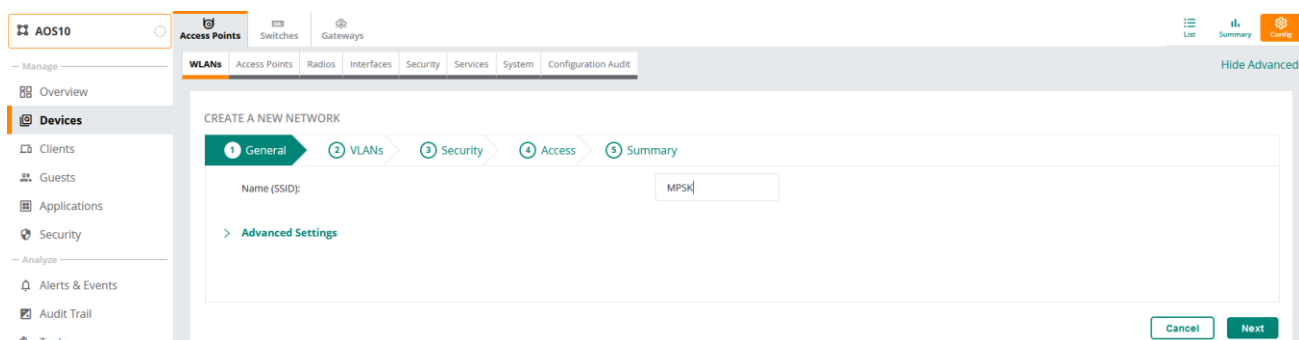 AOS10
Access Points
Switches
Gateways
List
Summary
Config
Manage
WLANs
Access Points
Radios
Interfaces
Security
Services
System
Configuration Audit
Hide Advanced
Overview
Devices
Clients
Guests
Applications
Security
Analyze
Alerts & Events
Audit Trail
CREATE A NEW NETWORK
1 General
2 VLANs
3 Security
4 Access
5 Summary
Name (SSID):
MPSK
Advanced Settings
Cancel
Next